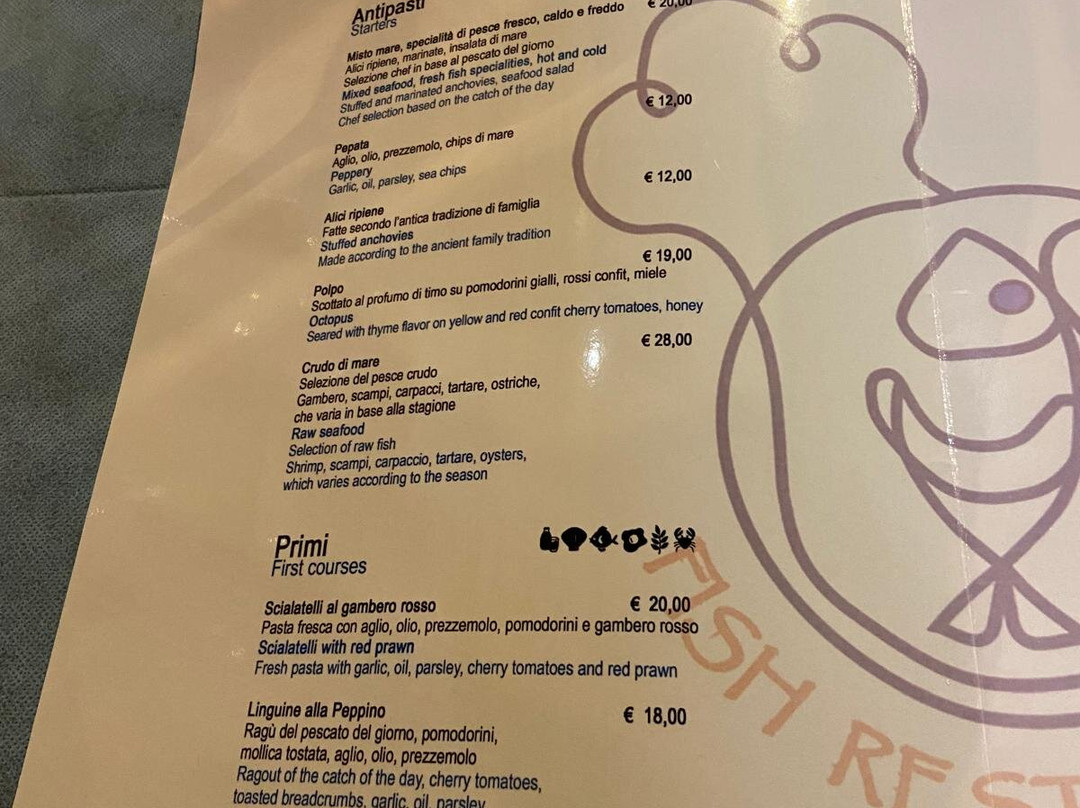 Antipasti
Starters
€ 20,00
Misto mare, specialità di pesce fresco, caldo e freddo
Alici ripiene, marinate, insalata di mare
Selezione chef in base al pescato del giorno
Mixed seafood, fresh fish specialities, hot and cold
Stuffed and marinated anchovies, seafood salad
Chef selection based on the catch of the day
€ 12,00
Pepata
Aglio, olio, prezzemolo, chips di mare
Peppery
Garlic, oil, parsley, sea chips
€ 12,00
Alici ripiene
Fatte secondo l'antica tradizione di famiglia
Stuffed anchovies
Made according to the ancient family tradition
€ 19,00
Polpo
Scottato al profumo di timo su pomodorini gialli, rossi confit, miele
Octopus
Seared with thyme flavor on yellow and red confit cherry tomatoes, honey
€ 28,00
Crudo di mare
Selezione del pesce crudo
Gambero, scampi, carpacci, tartare, ostriche,
che varia in base alla stagione
Raw seafood
Selection of raw fish
Shrimp, scampi, carpaccio, tartare, oysters,
which varies according to the season
Primi
First courses
Scialatelli al gambero rosso € 20,00
Pasta fresca con aglio, olio, prezzemolo, pomodorini e gambero rosso
Scialatelli with red prawn
Fresh pasta with garlic, oil, parsley, cherry tomatoes and red prawn
Linguine alla Peppino € 18,00
Ragù del pescato del giorno, pomodorini,
mollica tostata, aglio, olio, prezzemolo
Ragout of the catch of the day, cherry tomatoes,
toasted breadcrumbs, garlic, oil, parsley
FISH REST